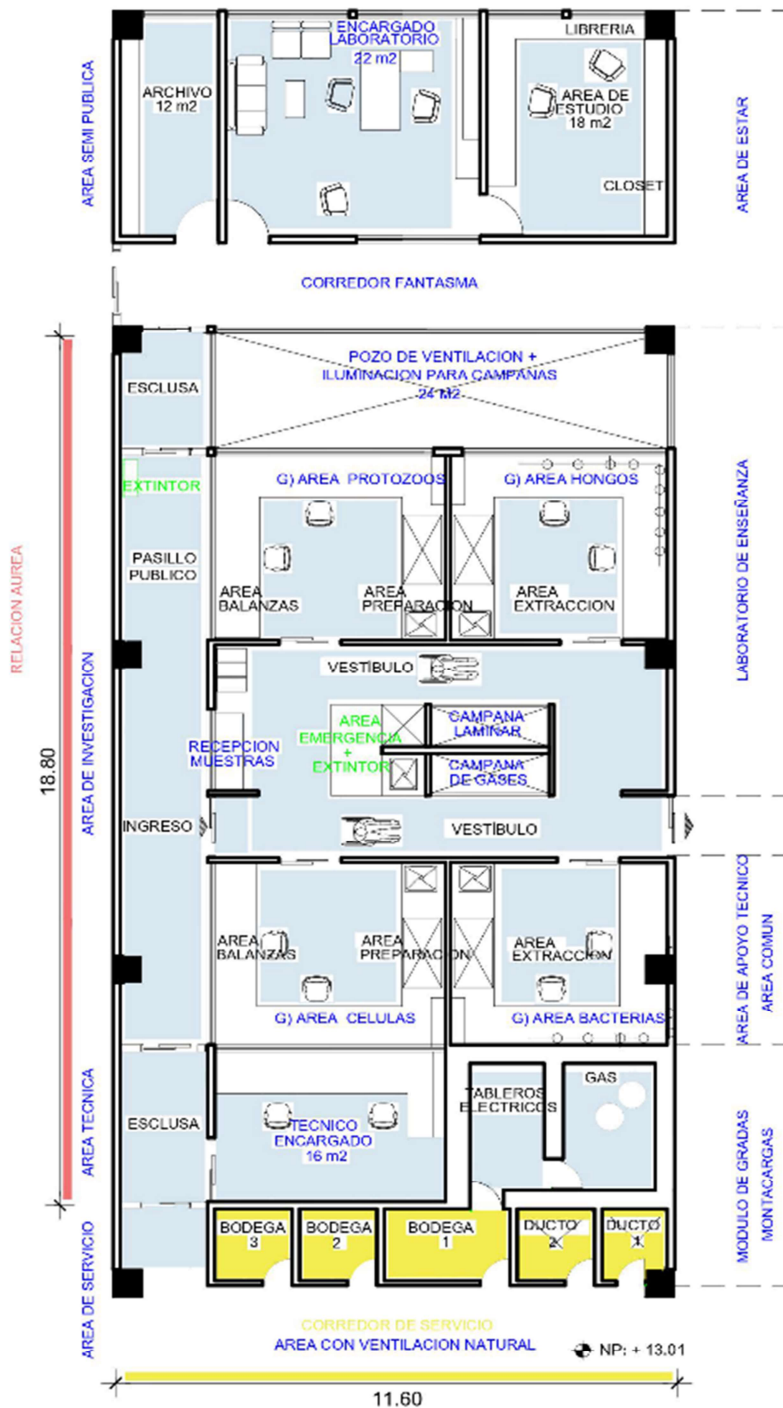 ENCARGADO
LABORATORIO
22 m2
LIBRERIA
ARCHIVO
12 m2
AREA DE
ESTUDIO
18 m2
CLOSET
AREA SEMI PUBLICA
AREA DE ESTAR
CORREDOR FANTASMA
POZO DE VENTILACION +
ILUMINACION PARA CAMPANAS
24 M2
ESCLUSA
EXTINTOR
G) AREA PROTOZOOS
G) AREA HONGOS
PASILLO
PUBLICO
AREA
BALANZAS
AREA
PREPARACION
AREA
EXTRACCION
RELACION AUREA
LABORATORIO DE ENSEÑANZA
VESTÍBULO
AREA
EMERGENCIA
+
EXTINTOR
CAMPANA
LAMINAR
CAMPANA
DE GASES
RECEPCION
MUESTRAS
18.80
AREA DE INVESTIGACION
INGRESO
VESTÍBULO
AREA
BALANZAS
AREA
PREPARACION
AREA
EXTRACCION
G) AREA CELULAS
G) AREA BACTERIAS
AREA DE APOYO TECNICO
AREA COMUN
ESCLUSA
TECNICO
ENCARGADO
16 m2
TABLEROS
ELECTRICOS
GAS
AREA TECNICA
MODULO DE GRADAS
MONTACARGAS
BODEGA
3
BODEGA
2
BODEGA
1
DUCTO
2
DUCTO
1
AREA DE SERVICIO
CORREDOR DE SERVICIO
AREA CON VENTILACION NATURAL
NP: + 13.01
11.60